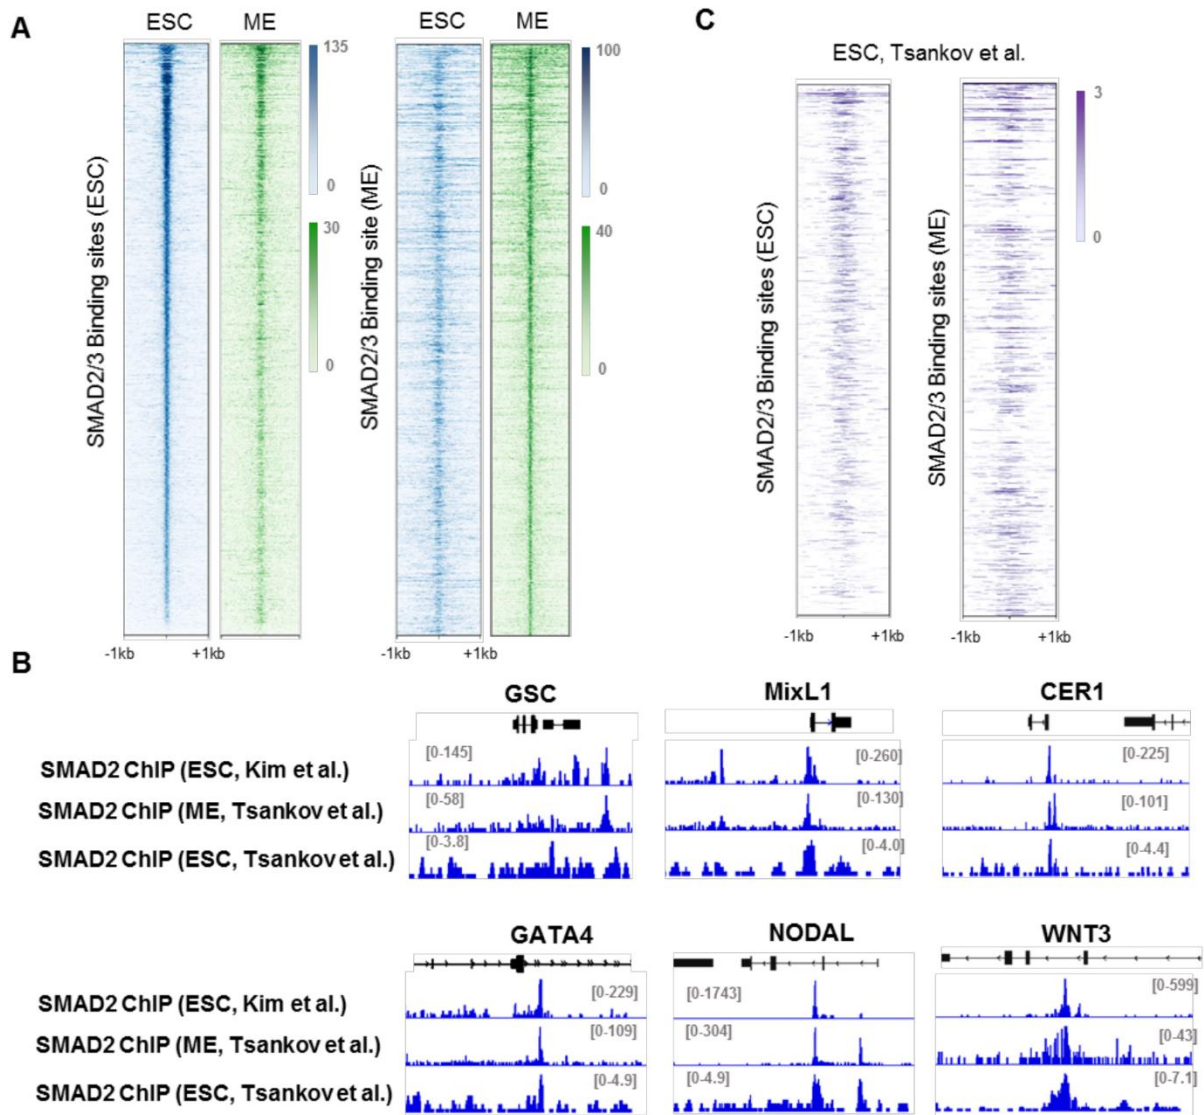 A
ESC
ME
ESC
ME
135
0
30
0
100
0
40
0
SMAD2/3 Binding sites (ESC)
SMAD2/3 Binding site (ME)
-1kb
+1kb
-1kb
+1kb
C
ESC, Tsankov et al.
3
0
SMAD2/3 Binding sites (ESC)
SMAD2/3 Binding sites (ME)
-1kb
+1kb
-1kb
+1kb
B
GSC
MixL1
CER1
SMAD2 ChIP (ESC, Kim et al.)
[0-145]
[0-260]
[0-225]
SMAD2 ChIP (ME, Tsankov et al.)
[0-58]
[0-130]
[0-101]
SMAD2 ChIP (ESC, Tsankov et al.)
[0-3.8]
[0-4.0]
[0-4.4]
GATA4
NODAL
WNT3
SMAD2 ChIP (ESC, Kim et al.)
[0-229]
[0-1743]
[0-599]
SMAD2 ChIP (ME, Tsankov et al.)
[0-109]
[0-304]
[0-43]
SMAD2 ChIP (ESC, Tsankov et al.)
[0-4.9]
[0-4.9]
[0-7.1]